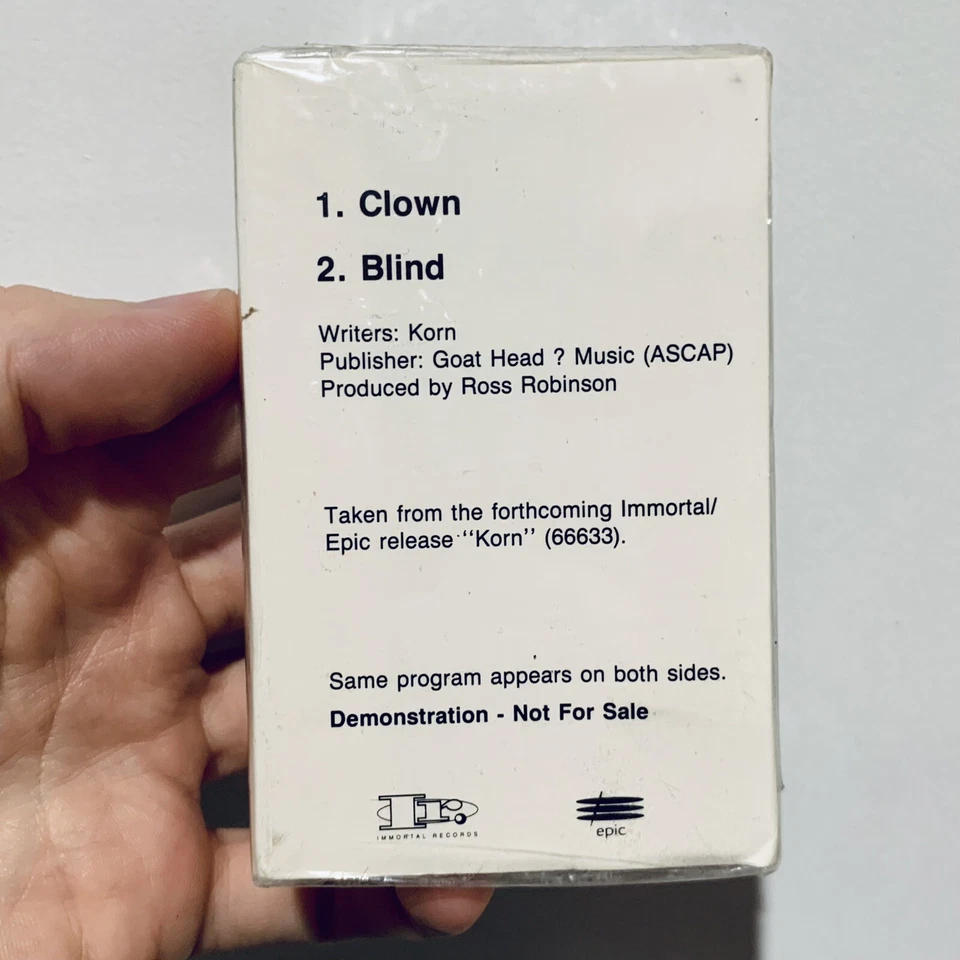 1. Clown
2. Blind
Writers: Korn
Publisher: Goat Head ? Music (ASCAP)
Produced by Ross Robinson
Taken from the forthcoming Immortal/
Epic release "Korn" (66633).
Same program appears on both sides.
Demonstration - Not For Sale
Ir.
IMMORTAL RECORDS
epic